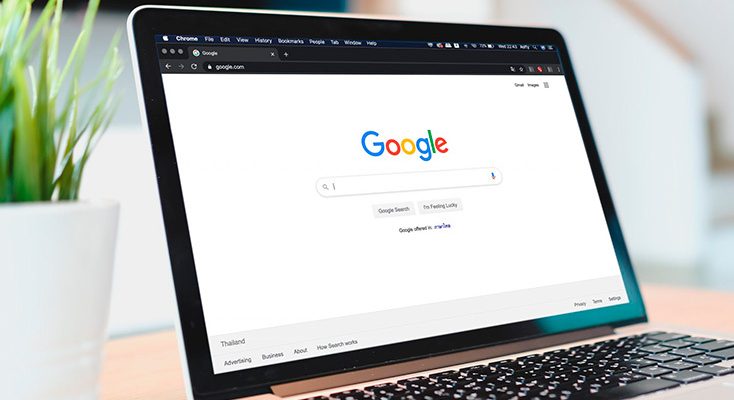 Chrome File Edit View History Bookmarks People Tab Window Help
Wed 22:43
Google
google.com
Gmail Images
Google
Google Search I'm Feeling Lucky
Google offered in: ภาษาไทย
Thailand
Advertising Business About How Search works
Privacy Terms Settings